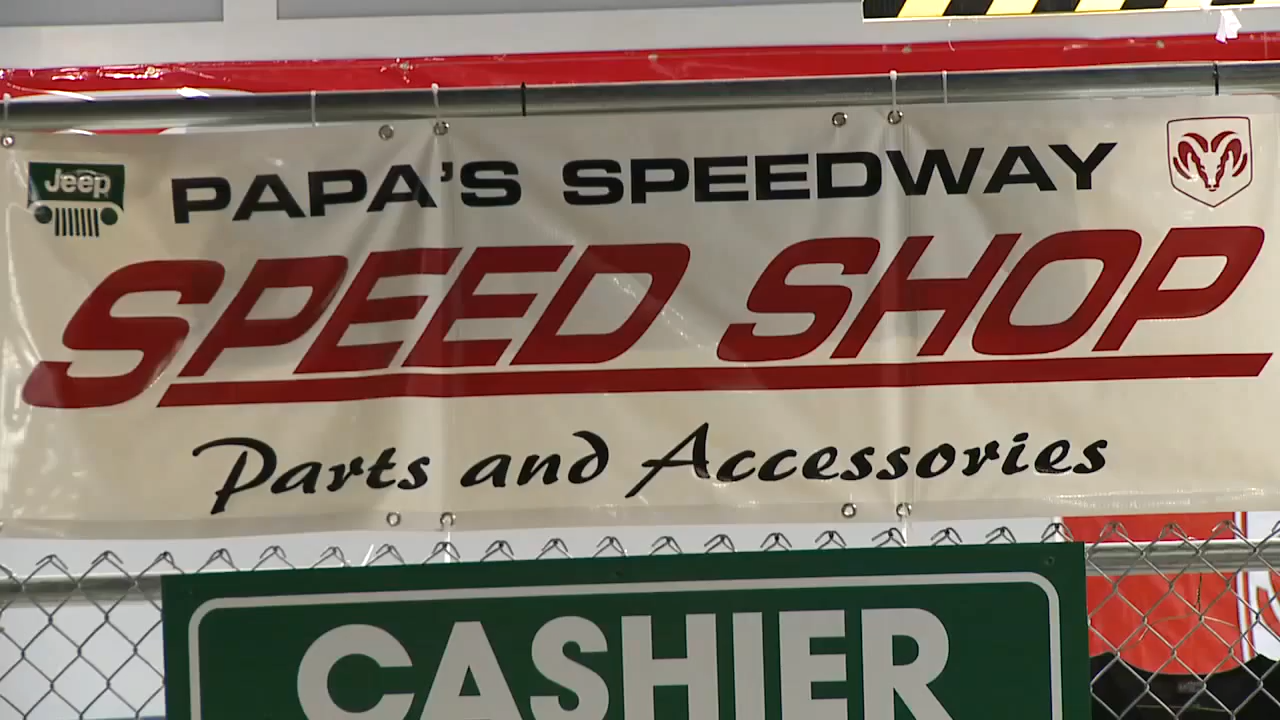 Jeep
PAPA'S SPEEDWAY
SPEED SHOP
Parts and Accessories
CASHIER